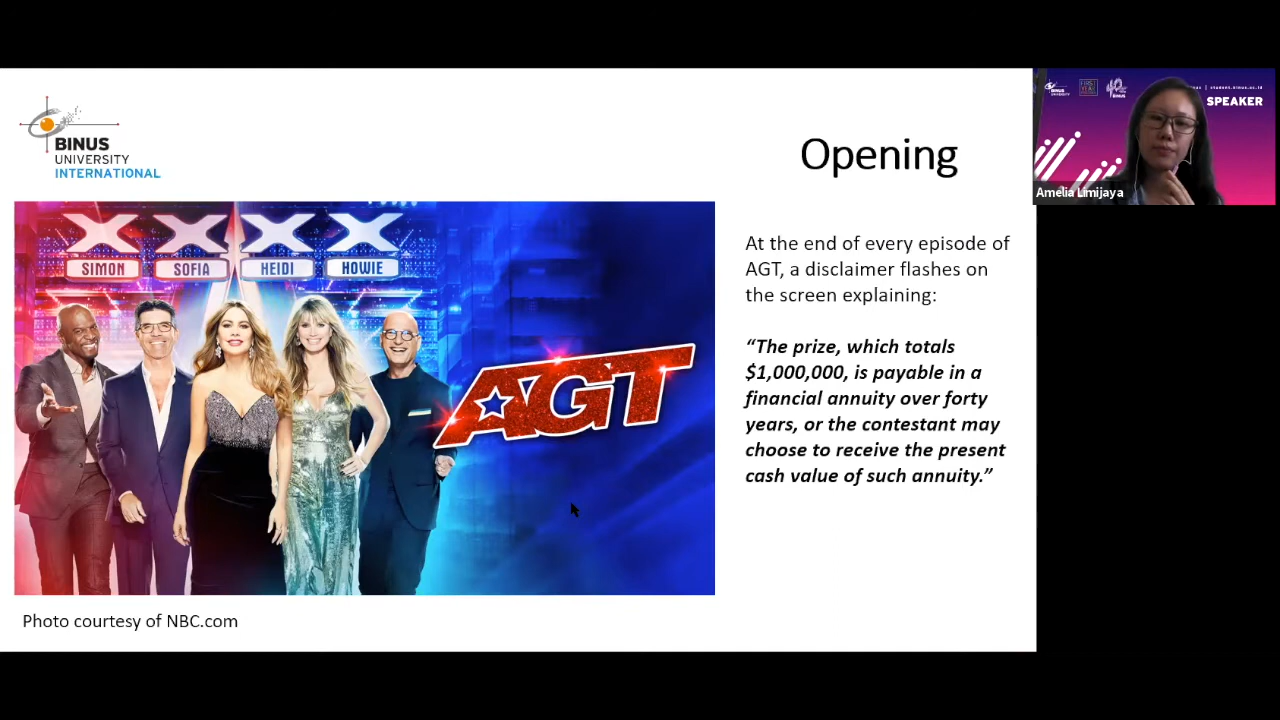 BINUS
UNIVERSITY
INTERNATIONAL
Opening
X X X X
SIMON SOFIA HEIDI HOWIE
AGT
At the end of every episode of
AGT, a disclaimer flashes on
the screen explaining:
“The prize, which totals
$1,000,000, is payable in a
financial annuity over forty
years, or the contestant may
choose to receive the present
cash value of such annuity.”
Photo courtesy of NBC.com
SPEAKER
Amelia Limijaya